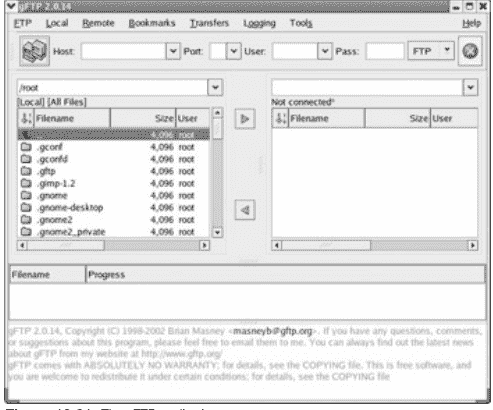 gFTP 2.0.14
FTP Local Remote Bookmarks Transfers Logging Tools Help
Host: Port: User: Pass: FTP
/root
[Local] [All Files]
Not connected*
Filename Size User
Filename Size User
.. 4,096 root
.gconf 4,096 root
.gconfd 4,096 root
.gftp 4,096 root
.gimp-1.2 4,096 root
.gnome 4,096 root
.gnome-desktop 4,096 root
.gnome2 4,096 root
.gnome2_private 4,096 root
Filename Progress
gFTP 2.0.14, Copyright (C) 1998-2002 Brian Masney <masneyb@gftp.org>. If you have any questions, comments,
or suggestions about this program, please feel free to email them to me. You can always find out the latest news
about gFTP from my website at http://www.gftp.org/
gFTP comes with ABSOLUTELY NO WARRANTY; for details, see the COPYING file. This is free software, and
you are welcome to redistribute it under certain conditions; for details, see the COPYING file